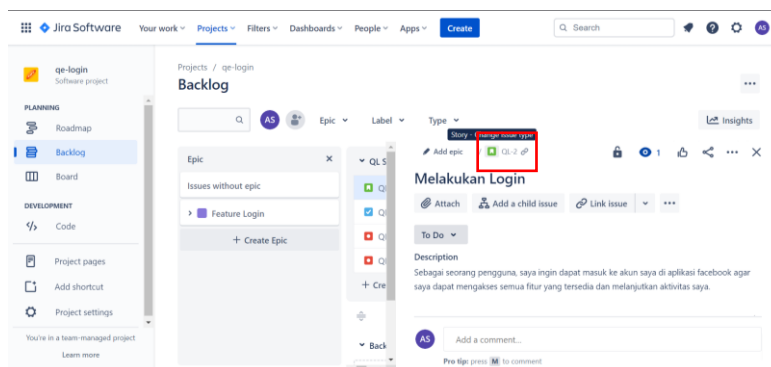 Jira Software Your work Projects Filters Dashboards People Apps Create Search AS
qe-login
Software project
PLANNING
Roadmap
Backlog
Board
DEVELOPMENT
Code
Project pages
Add shortcut
Project settings
You're in a team-managed project
Learn more
Projects / qe-login
Backlog
AS Epic Label Type Insights
Epic
Issues without epic
Feature Login
+ Create Epic
QL S
QL
+ Cre
Back
Story - Change issue type
Add epic / QL-2 1
Melakukan Login
Attach Add a child issue Link issue
To Do
Description
Sebagai seorang pengguna, saya ingin dapat masuk ke akun saya di aplikasi facebook agar
saya dapat mengakses semua fitur yang tersedia dan melanjutkan aktivitas saya.
AS Add a comment...
Pro tip: press M to comment